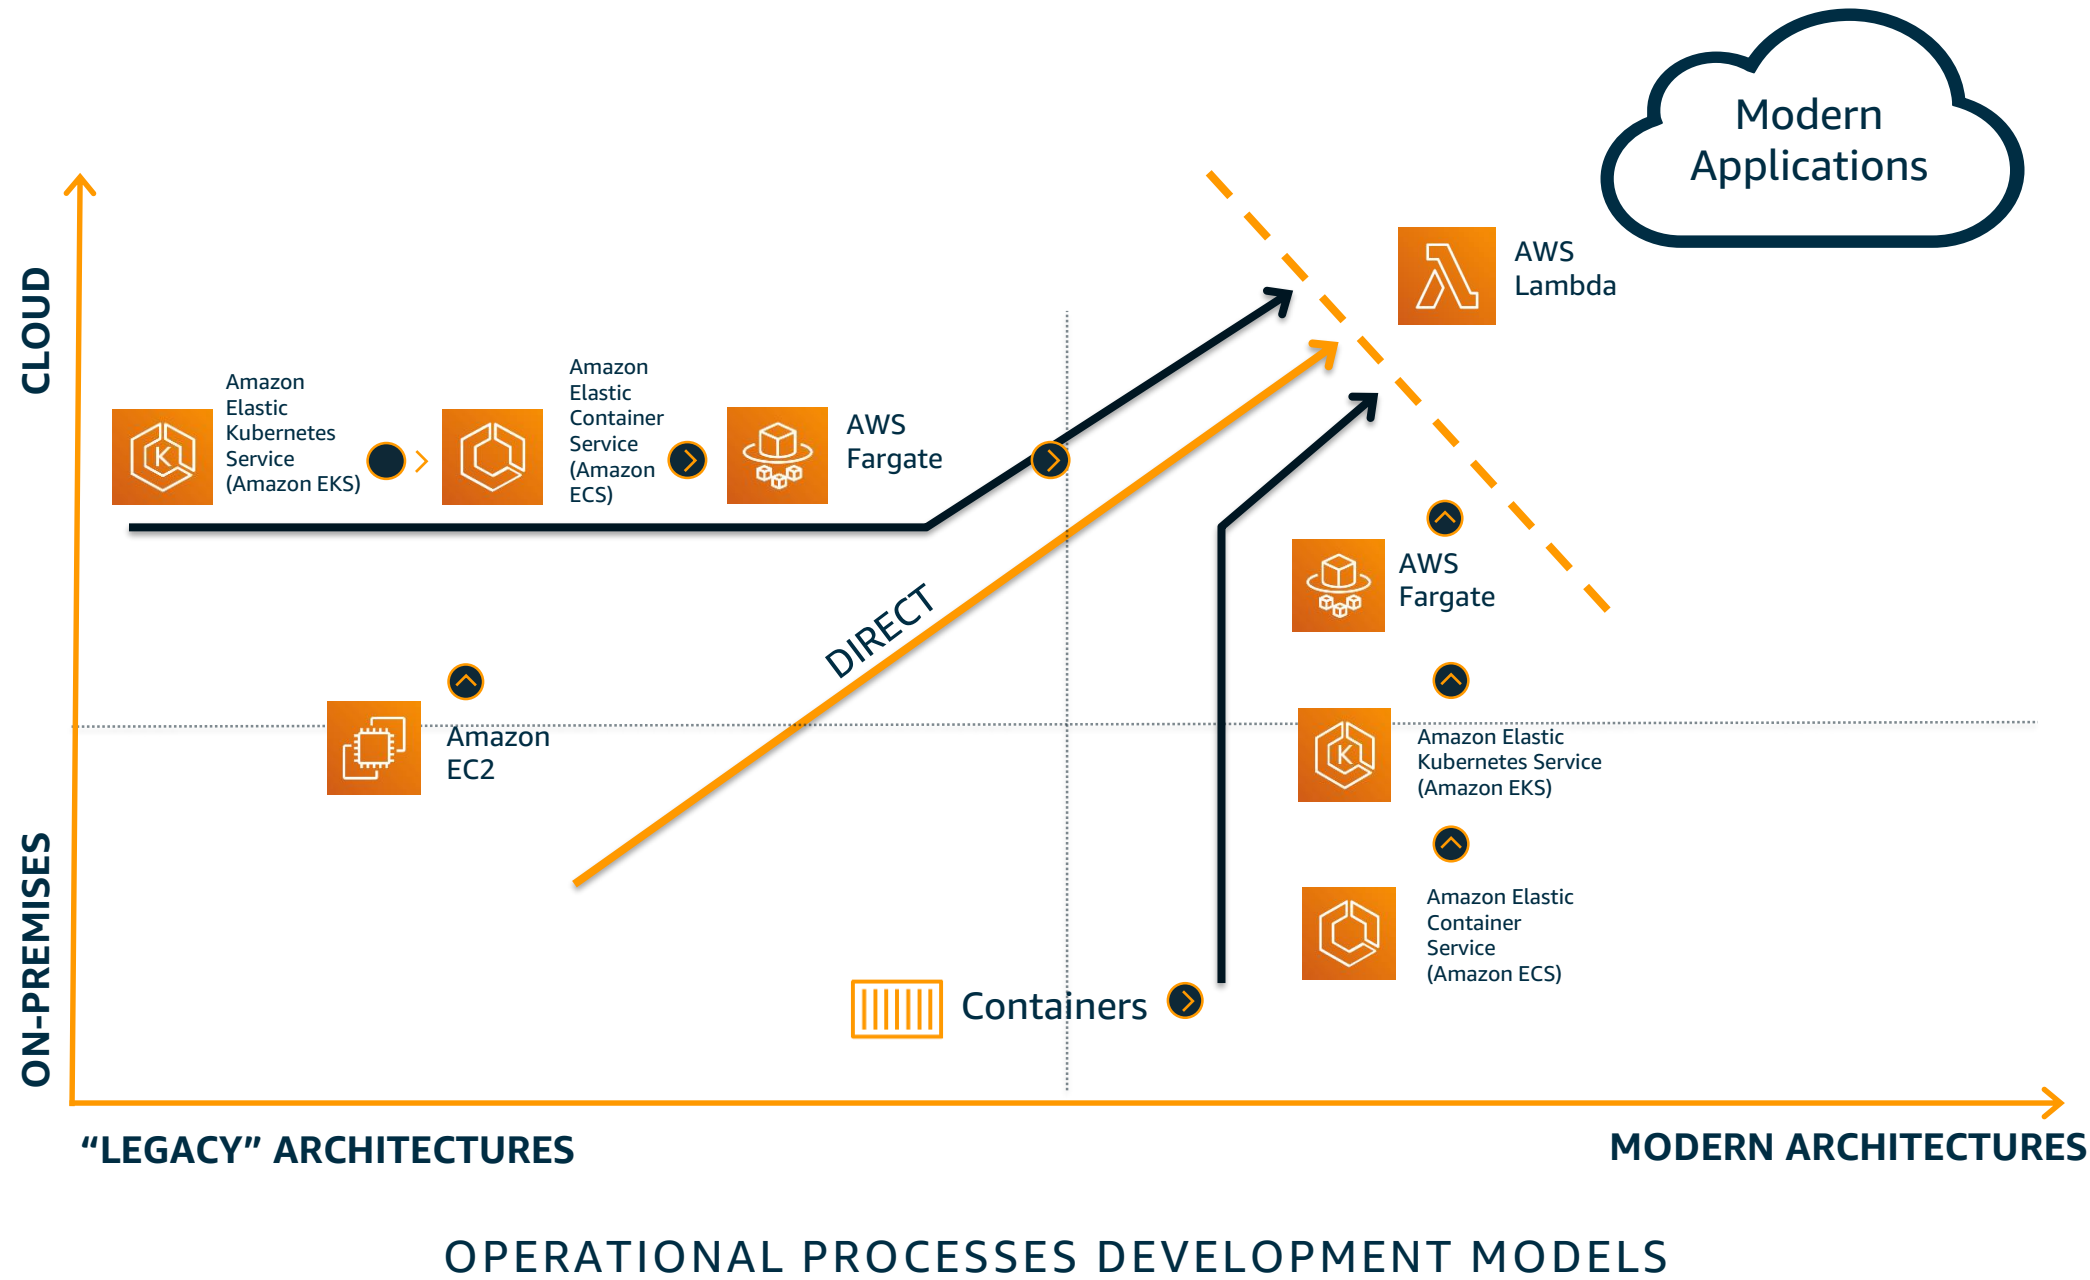 Modern
Applications
CLOUD
AWS
Lambda
Amazon
Elastic
Kubernetes
Service
(Amazon EKS)
Amazon
Elastic
Container
Service
(Amazon
ECS)
AWS
Fargate
K
DIRECT
AWS
Fargate
Amazon
EC2
Amazon Elastic
Kubernetes Service
(Amazon EKS)
K
ON-PREMISES
Amazon Elastic
Container
Service
(Amazon ECS)
Containers
“LEGACY” ARCHITECTURES
MODERN ARCHITECTURES
OPERATIONAL PROCESSES DEVELOPMENT MODELS